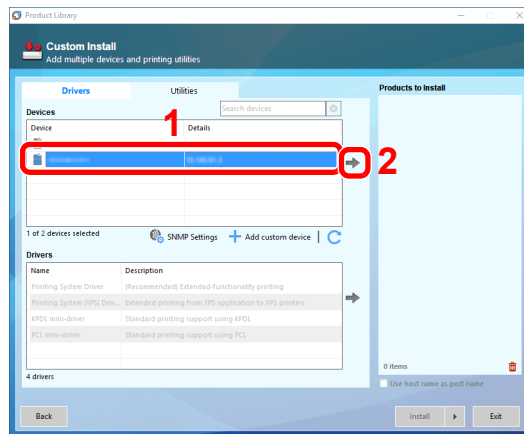 Product Library
Custom Install
Add multiple devices and printing utilities
Drivers
Utilities
Products to Install
Devices
Search devices
1
Device
Details
2
1 of 2 devices selected
SNMP Settings
Add custom device
Drivers
Name
Description
Printing System Driver
(Recommended) Extended-functionality printing
Printing System (XPS) Driv...
Extended printing from XPS application to XPS printers
KPDL mini-driver
Standard printing support using KPDL
PCL mini-driver
Standard printing support using PCL
4 drivers
0 items
Use host name as port name
Back
Install
Exit